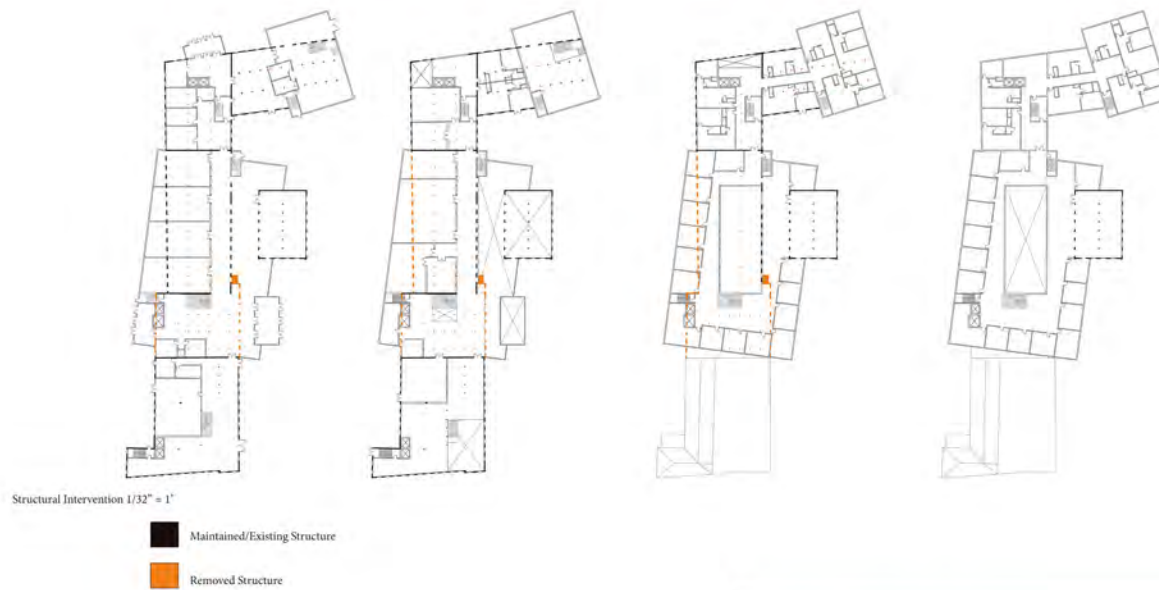 Structural Intervention 1/32" = 1'
Maintained/Existing Structure
Removed Structure